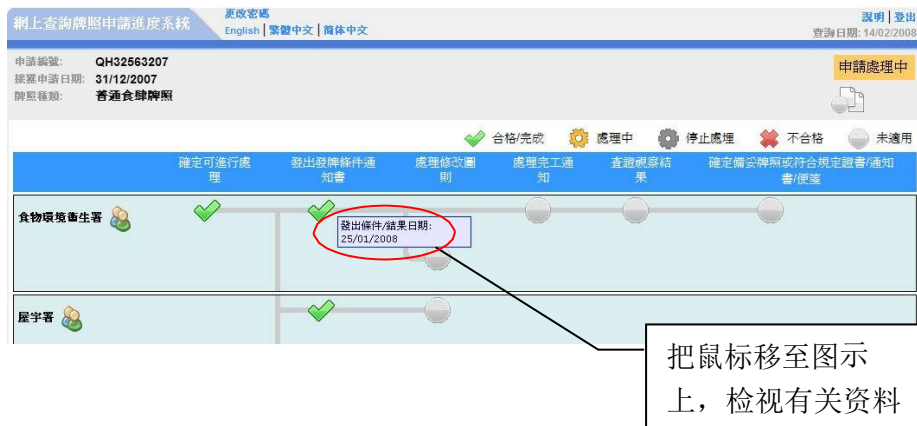 網上查詢牌照申請進度系統
更改密碼
English | 繁體中文 | 简体中文
說明 | 登出
查詢日期: 14/02/2008
申請編號: QH32563207
接獲申請日期: 31/12/2007
牌照種類: 普通食肆牌照
申請處理中
合格/完成 處理中 停止處理 不合格 未適用
確定可進行處理
發出發牌條件通知書
處理修改圖則
處理完工通知
查證視察結果
確定備妥牌照或符合規定證書/通知書/便箋
食物環境衞生署
發出條件/結果日期:
25/01/2008
屋宇署
把鼠标移至图示
上，检视有关资料